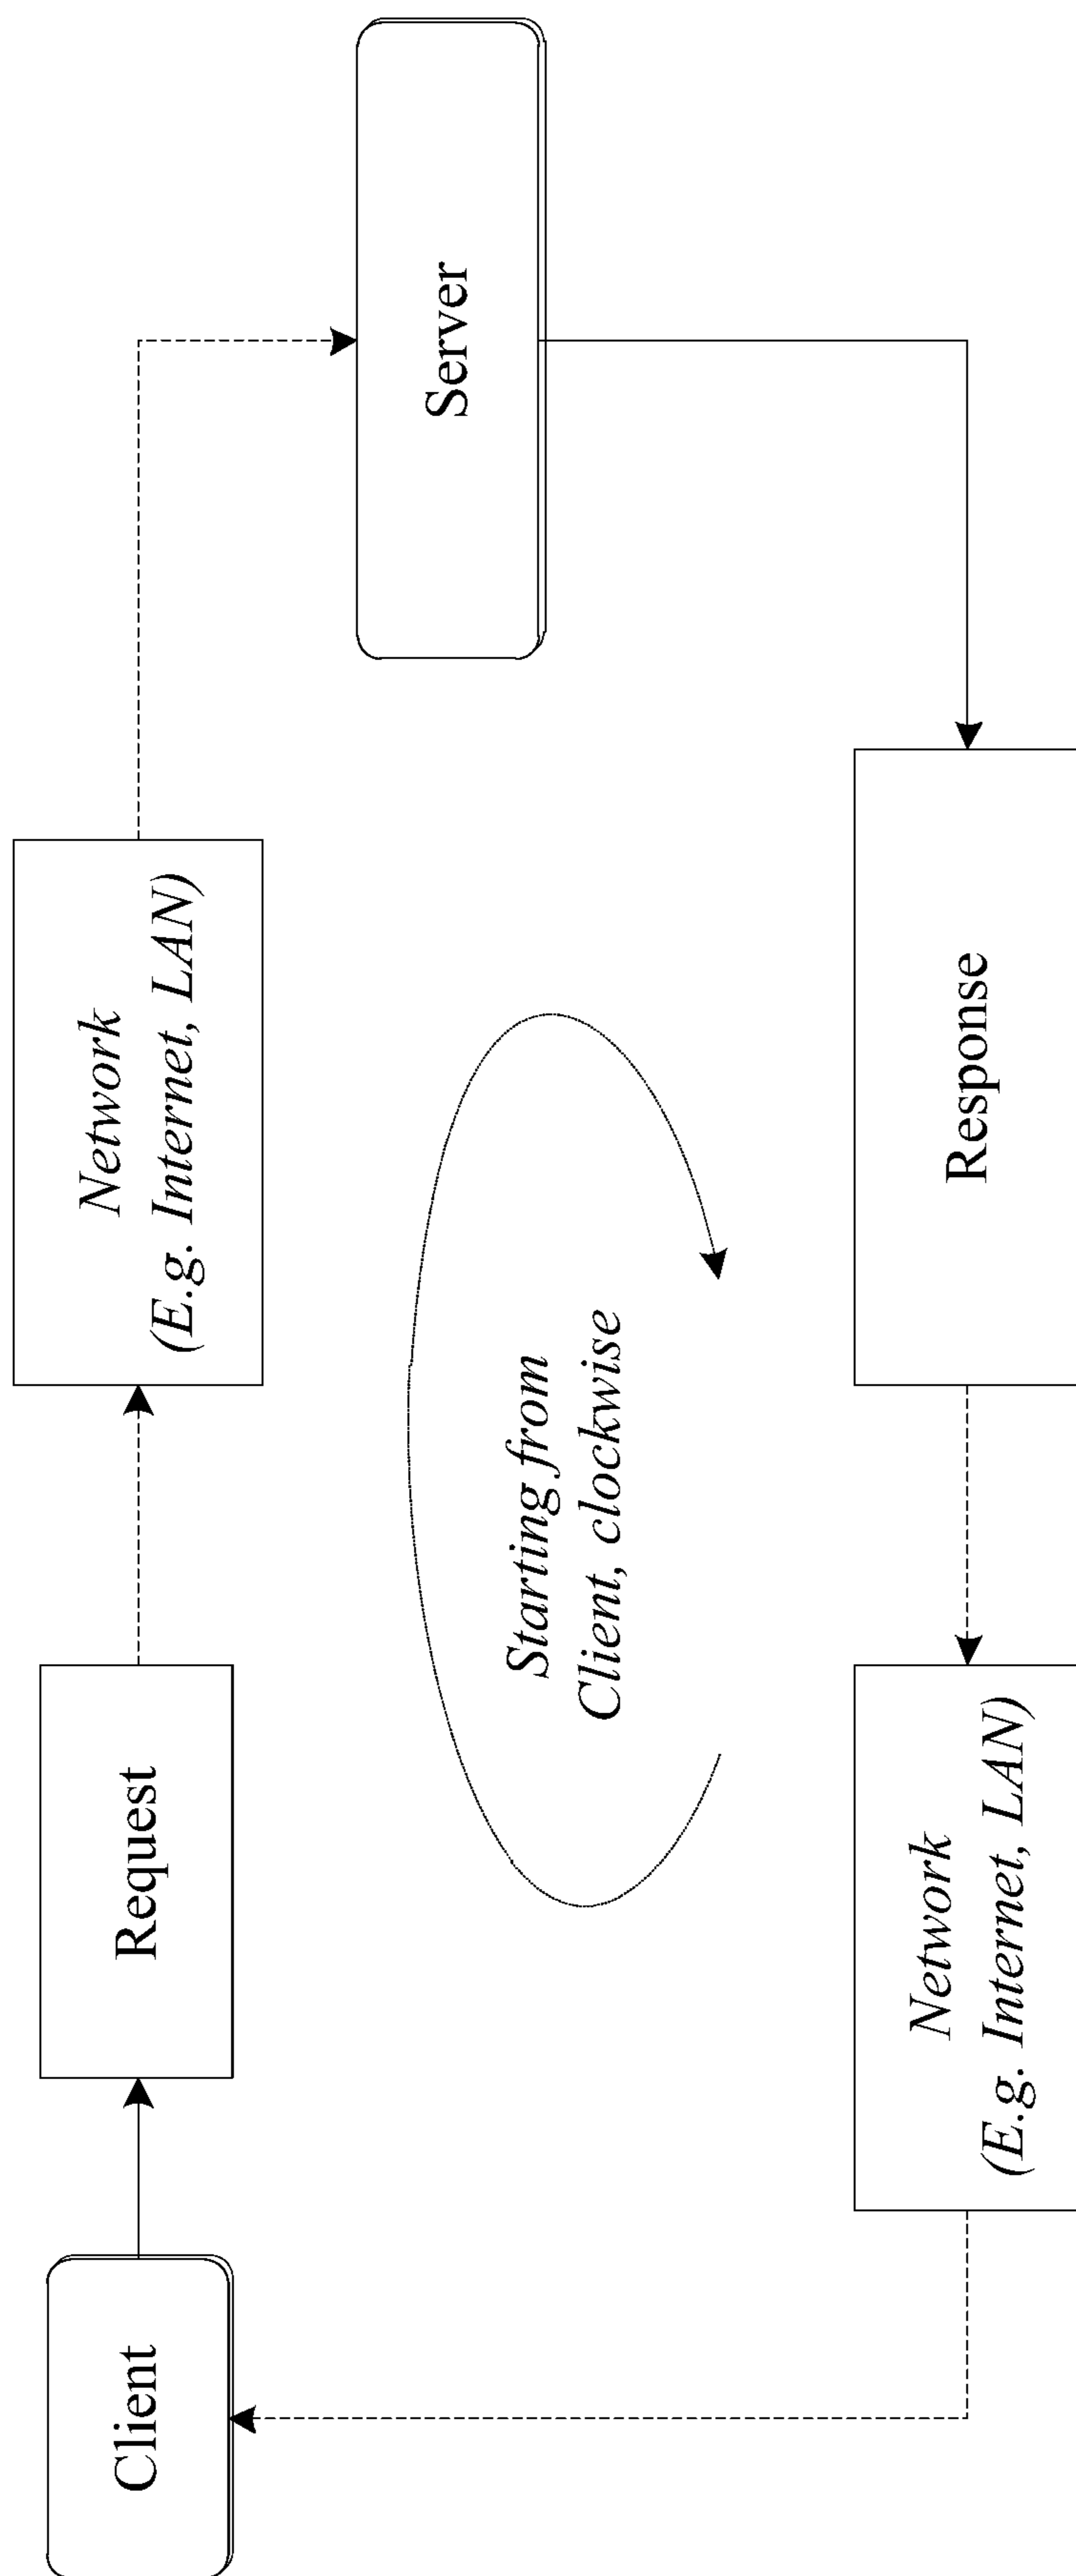 Client
Request
Network
(E.g. Internet, LAN)
Server
Starting from
Client, clockwise
Network
(E.g. Internet, LAN)
Response